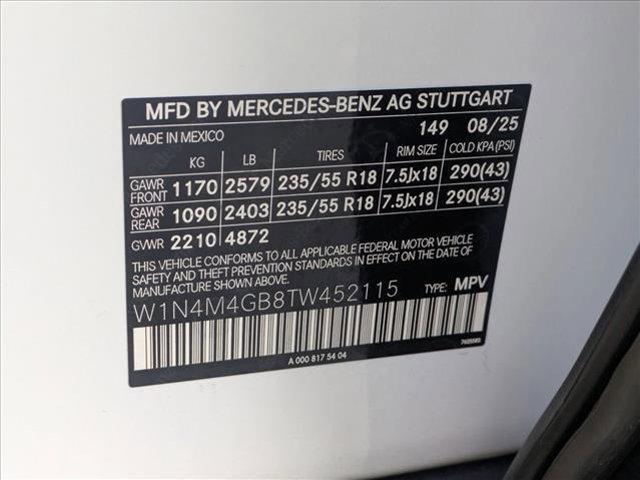 MFD BY MERCEDES-BENZ AG STUTTGART
MADE IN MEXICO 149 08/25
KG LB TIRES RIM SIZE COLD KPA(PSI)
GAWR FRONT 1170 2579 235/55 R18 7.5Jx18 290(43)
GAWR REAR 1090 2403 235/55 R18 7.5Jx18 290(43)
GVWR 2210 4872
THIS VEHICLE CONFORMS TO ALL APPLICABLE FEDERAL MOTOR VEHICLE
SAFETY STANDARDS IN EFFECT ON THE DATE OF
MANUFACTURE SHOWN ABOVE.
W1N4M4GB8TW452115 TYPE: MPV
A 000 817 54 04